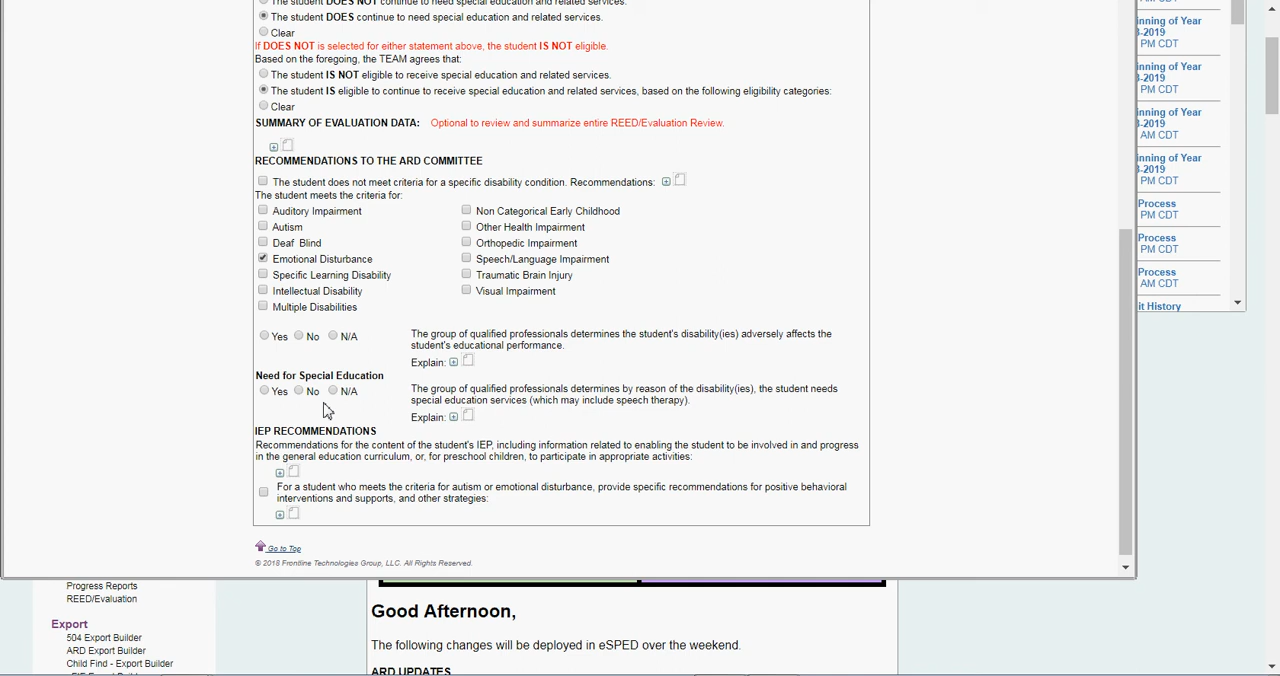 The student DOES NOT continue to need special education and related services.
The student DOES continue to need special education and related services.
Clear
If DOES NOT is selected for either statement above, the student IS NOT eligible.
Based on the foregoing, the TEAM agrees that:
The student IS NOT eligible to receive special education and related services.
The student IS eligible to continue to receive special education and related services, based on the following eligibility categories:
Clear
SUMMARY OF EVALUATION DATA: Optional to review and summarize entire REED/Evaluation Review.
RECOMMENDATIONS TO THE ARD COMMITTEE
The student does not meet criteria for a specific disability condition. Recommendations:
The student meets the criteria for:
Auditory Impairment
Autism
Deaf Blind
Emotional Disturbance
Specific Learning Disability
Intellectual Disability
Multiple Disabilities
Non Categorical Early Childhood
Other Health Impairment
Orthopedic Impairment
Speech/Language Impairment
Traumatic Brain Injury
Visual Impairment
Yes No N/A
The group of qualified professionals determines the student's disability(ies) adversely affects the
student's educational performance.
Explain:
Need for Special Education
Yes No N/A
The group of qualified professionals determines by reason of the disability(ies), the student needs
special education services (which may include speech therapy).
Explain:
IEP RECOMMENDATIONS
Recommendations for the content of the student's IEP, including information related to enabling the student to be involved in and progress
in the general education curriculum, or, for preschool children, to participate in appropriate activities:
For a student who meets the criteria for autism or emotional disturbance, provide specific recommendations for positive behavioral
interventions and supports, and other strategies:
Go to Top
© 2018 Frontline Technologies Group, LLC. All Rights Reserved.
inning of Year
-2019
PM CDT
inning of Year
-2019
PM CDT
inning of Year
-2019
AM CDT
inning of Year
-2019
PM CDT
Process
PM CDT
Process
PM CDT
Process
AM CDT
it History
Progress Reports
REED/Evaluation
Export
504 Export Builder
ARD Export Builder
Child Find - Export Builder
Good Afternoon,
The following changes will be deployed in eSPED over the weekend.
ARD UPDATES